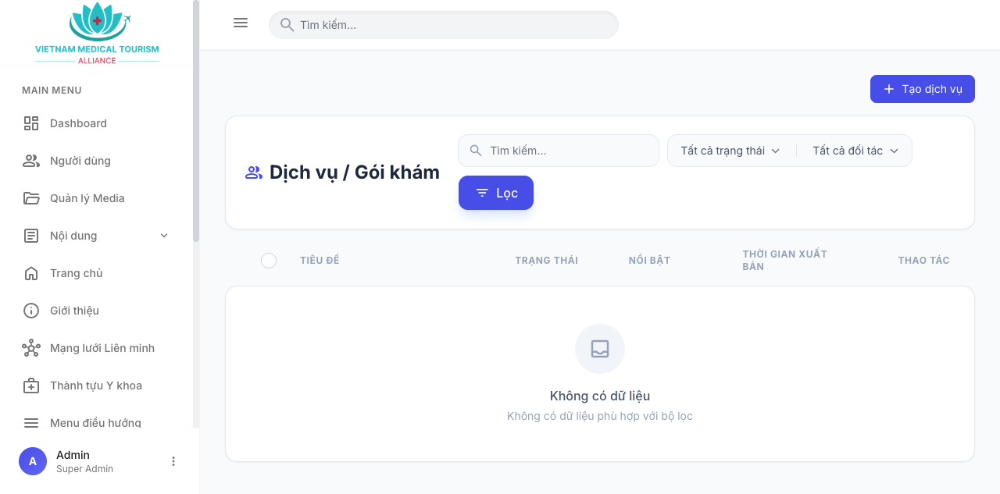 VIETNAM MEDICAL TOURISM
ALLIANCE
Tìm kiếm...
MAIN MENU
Dashboard
Người dùng
Quản lý Media
Nội dung
Trang chủ
Giới thiệu
Mạng lưới Liên minh
Thành tựu Y khoa
Menu điều hướng
A
Admin
Super Admin
Tạo dịch vụ
Dịch vụ / Gói khám
Tìm kiếm...
Tất cả trạng thái
Tất cả đối tác
Lọc
TIÊU ĐỀ
TRẠNG THÁI
NỔI BẬT
THỜI GIAN XUẤT
BẢN
THAO TÁC
Không có dữ liệu
Không có dữ liệu phù hợp với bộ lọc